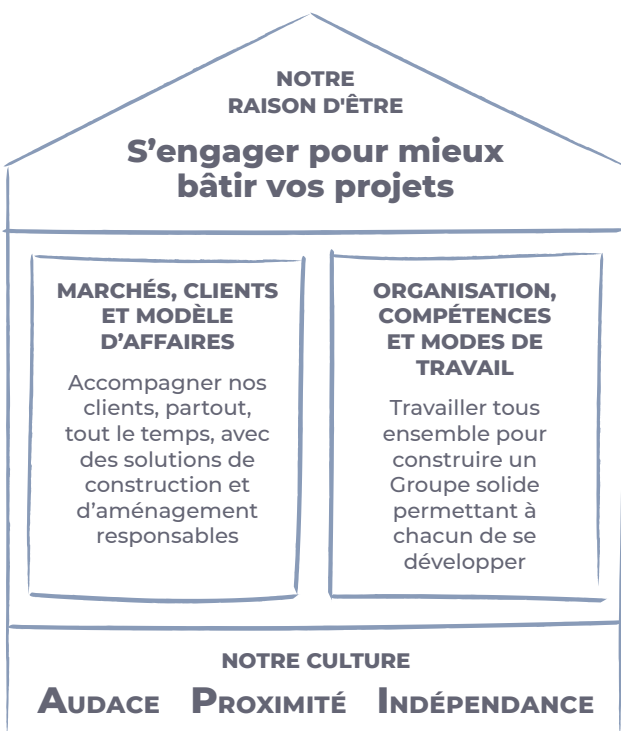 NOTRE
RAISON D'ÊTRE
S’engager pour mieux
bâtir vos projets
MARCHÉS, CLIENTS
ET MODÈLE
D’AFFAIRES
Accompagner nos
clients, partout,
tout le temps, avec
des solutions de
construction et
d’aménagement
responsables
ORGANISATION,
COMPÉTENCES
ET MODES DE
TRAVAIL
Travailler tous
ensemble pour
construire un
Groupe solide
permettant à
chacun de se
développer
NOTRE CULTURE
AUDACE PROXIMITÉ INDÉPENDANCE